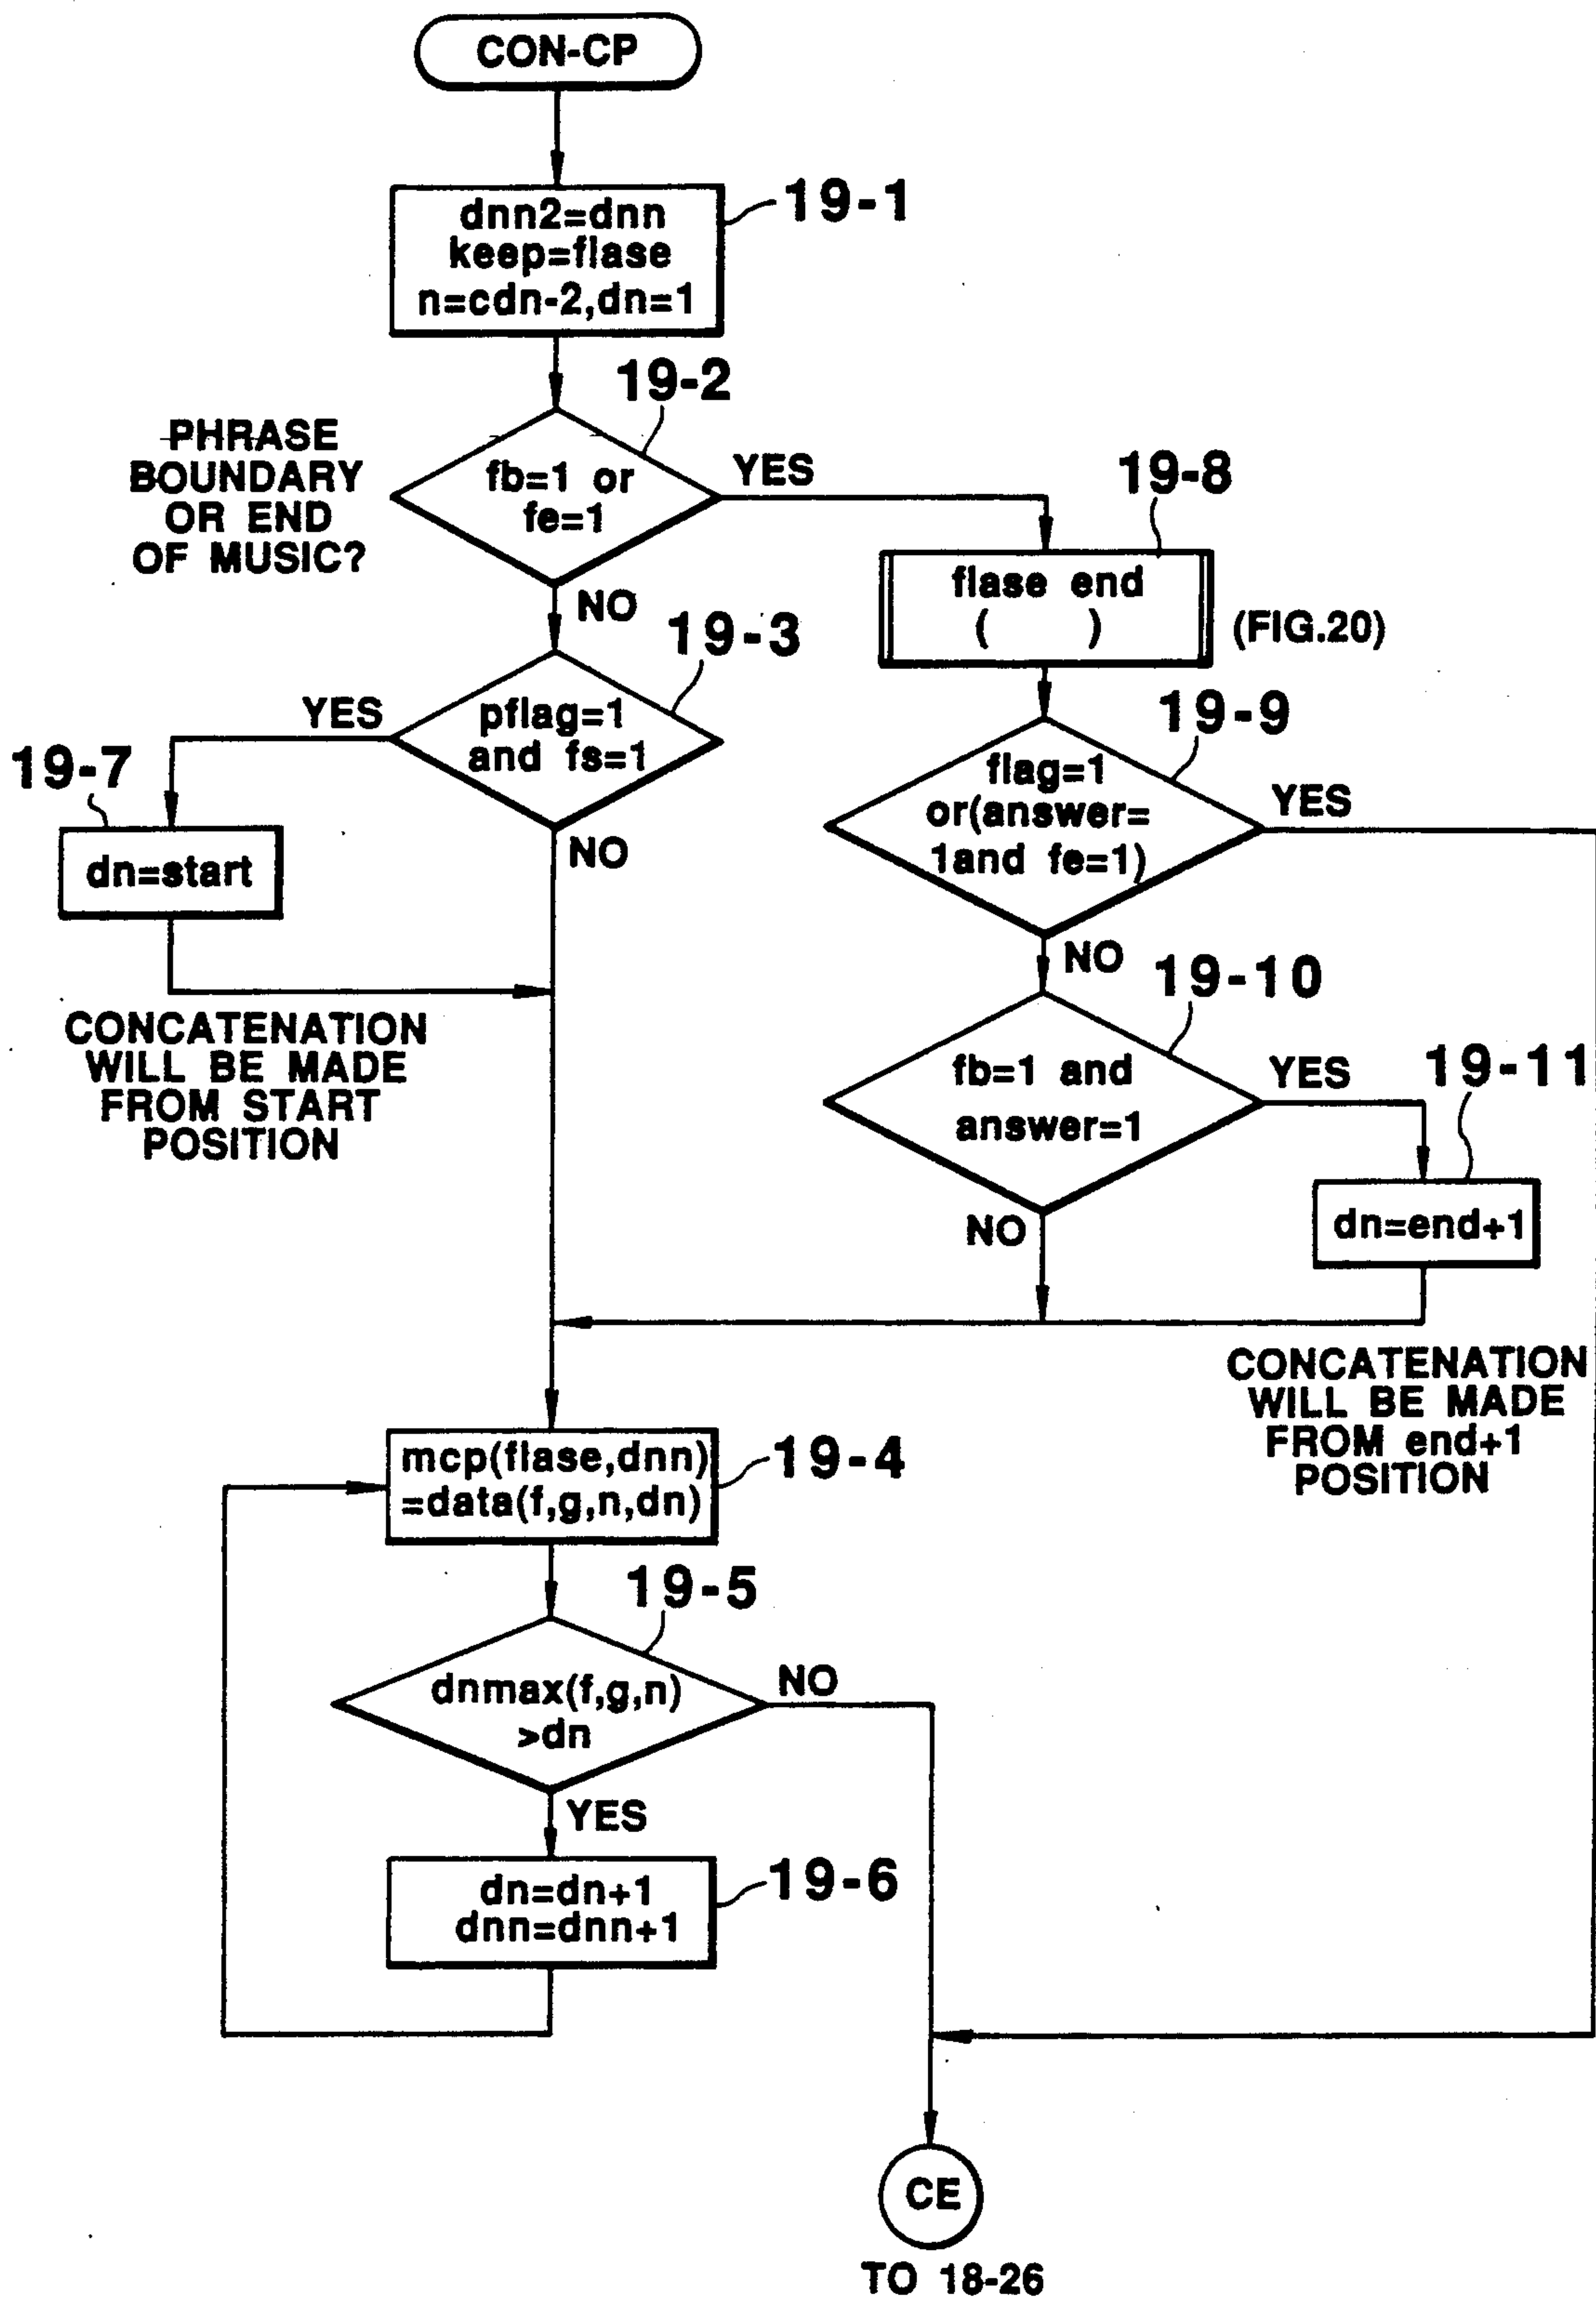 CON-CP
19-1
dnn2=dnn
keep=flase
n=cdn-2,dn=1
19-2
PHRASE
BOUNDARY
OR END
OF MUSIC?
fb=1 or
fe=1
YES
NO
19-8
flase end
( )
(FIG.20)
19-3
pflag=1
and fs=1
YES
NO
19-7
dn=start
CONCATENATION
WILL BE MADE
FROM START
POSITION
19-9
flag=1
or(answer=
1and fe=1)
YES
NO
19-10
fb=1 and
answer=1
YES
NO
19-11
dn=end+1
CONCATENATION
WILL BE MADE
FROM end+1
POSITION
19-4
mcp(flase,dnn)
=data(f,g,n,dn)
19-5
dnmax(f,g,n)
>dn
NO
YES
19-6
dn=dn+1
dnn=dnn+1
CE
TO 18-26